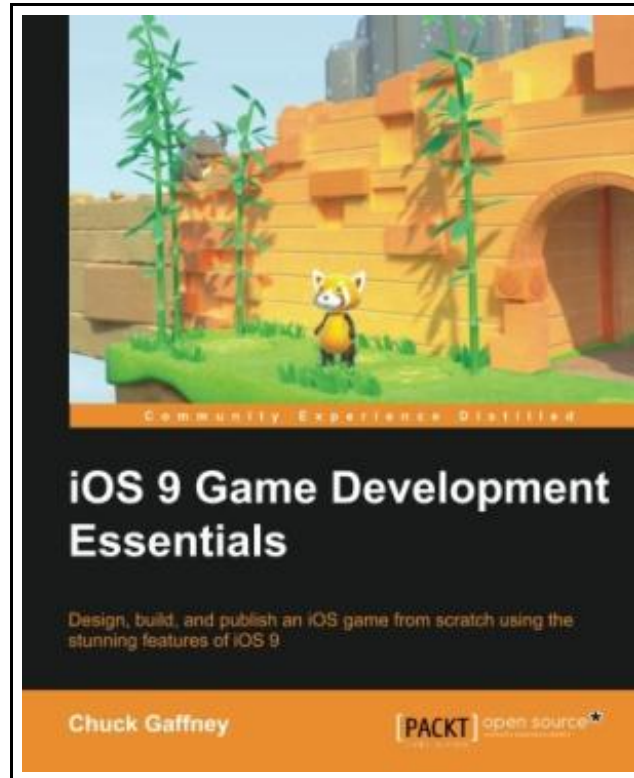 Community Experience Distilled
iOS 9 Game Development
Essentials
Design, build, and publish an iOS game from scratch using the
stunning features of iOS 9
Chuck Gaffney
[PACKT] open source*